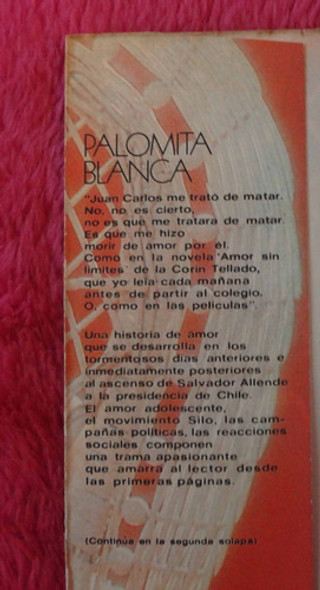 PALOMITA
BLANCA
"Juan Carlos me trató de matar.
No, no es cierto,
no es que me tratara de matar.
Es que me hizo
morir de amor por él.
Como en la novela 'Amor sin
límites' de la Corín Tellado,
que yo leía cada mañana
antes de partir al colegio.
O, como en las películas".
Una historia de amor
que se desarrolla en los
tormentosos días anteriores e
inmediatamente posteriores
al ascenso de Salvador Allende
a la presidencia de Chile.
El amor adolescente,
el movimiento Silo, las cam-
pañas políticas, las reacciones
sociales componen
una trama apasionante
que amarra al lector desde
las primeras páginas.
(Continúa en la segunda solapa)